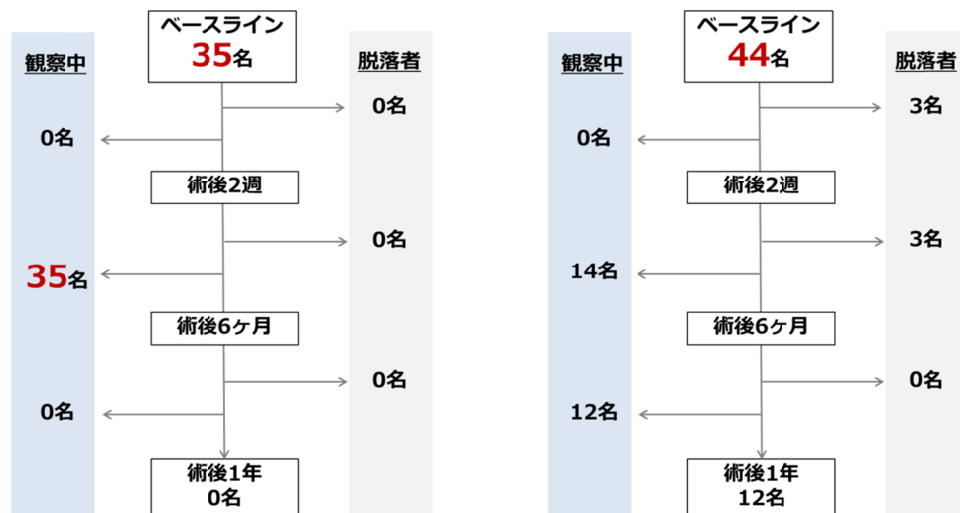 ベースライン
35名
観察中
脱落者
0名
0名
術後2週
0名
35名
術後6ヶ月
0名
0名
術後1年
0名
ベースライン
44名
観察中
脱落者
3名
0名
術後2週
3名
14名
術後6ヶ月
0名
12名
術後1年
12名